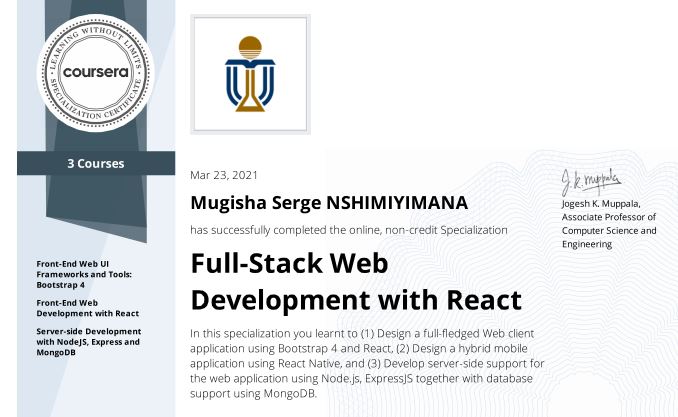 LEARNING WITHOUT LIMITS
coursera
SPECIALIZATION CERTIFICATE
3 Courses
Front-End Web UI
Frameworks and Tools:
Bootstrap 4
Front-End Web
Development with React
Server-side Development
with NodeJS, Express and
MongoDB
Mar 23, 2021
Mugisha Serge NSHIMIYIMANA
has successfully completed the online, non-credit Specialization
Full-Stack Web
Development with React
In this specialization you learnt to (1) Design a full-fledged Web client
application using Bootstrap 4 and React, (2) Design a hybrid mobile
application using React Native, and (3) Develop server-side support for
the web application using Node.js, ExpressJS together with database
support using MongoDB.
J.K. Muppala
Jogesh K. Muppala,
Associate Professor of
Computer Science and
Engineering